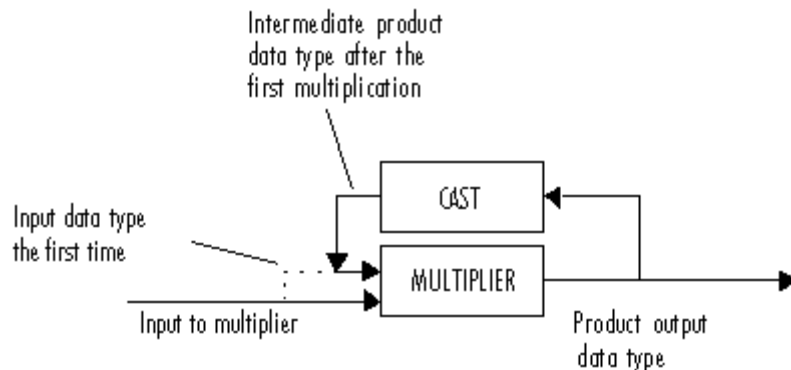 Intermediate product
data type after the
first multiplication
CAST
Input data type
the first time
MULTIPLIER
Input to multiplier
Product output
data type